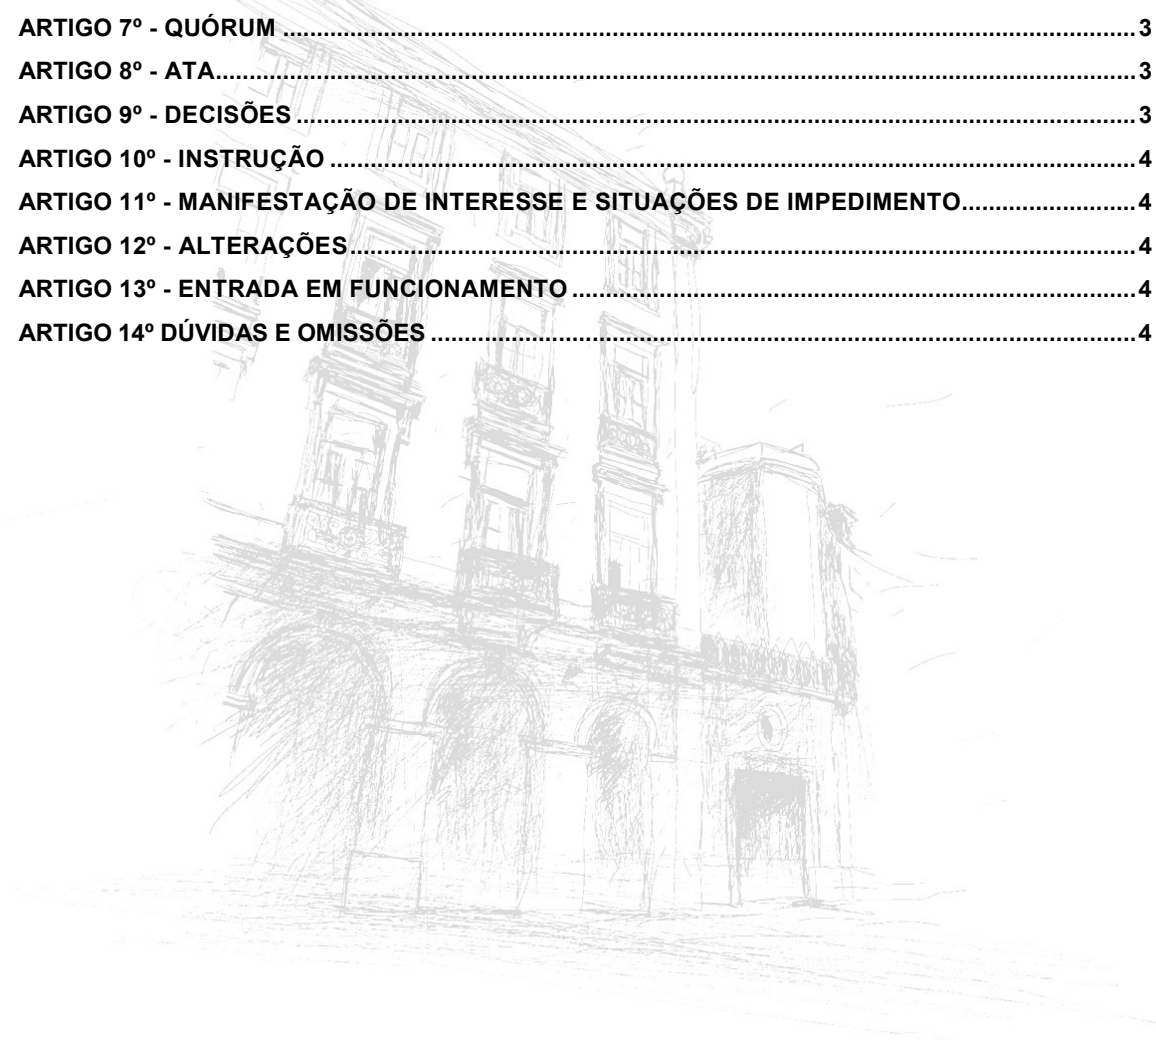 ARTIGO 7º - QUÓRUM ........................................................................................................................... 3
ARTIGO 8º - ATA..................................................................................................................................... 3
ARTIGO 9º - DECISÕES ......................................................................................................................... 3
ARTIGO 10º - INSTRUÇÃO .................................................................................................................... 4
ARTIGO 11º - MANIFESTAÇÃO DE INTERESSE E SITUAÇÕES DE IMPEDIMENTO.......................... 4
ARTIGO 12º - ALTERAÇÕES.................................................................................................................. 4
ARTIGO 13º - ENTRADA EM FUNCIONAMENTO .................................................................................. 4
ARTIGO 14º DÚVIDAS E OMISSÕES ..................................................................................................... 4